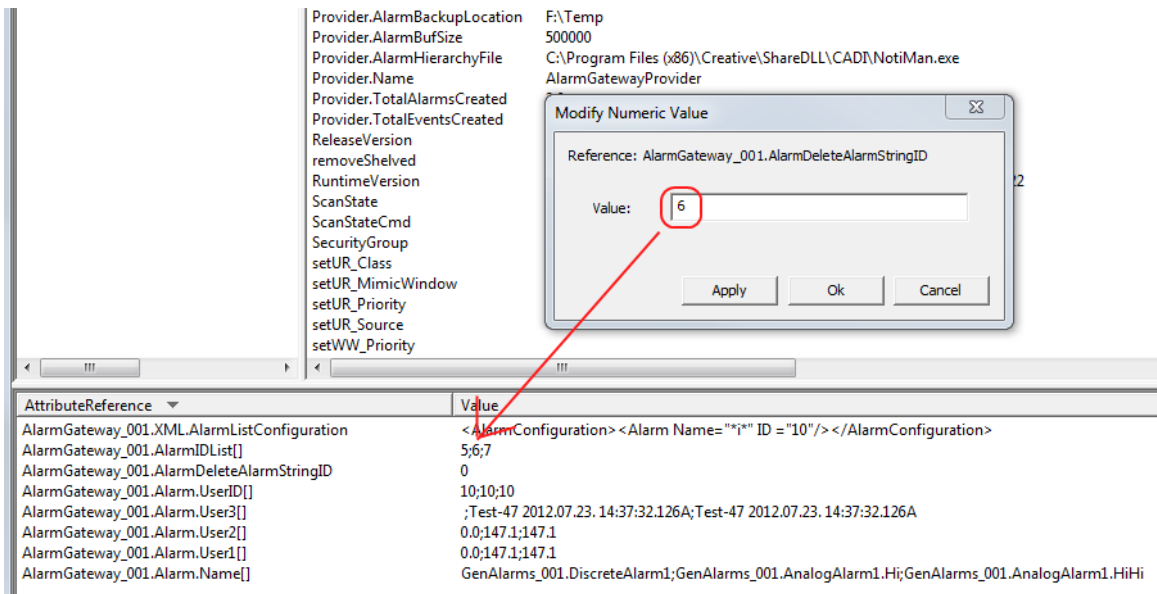 Provider.AlarmBackupLocation F:\Temp
Provider.AlarmBufSize 500000
Provider.AlarmHierarchyFile C:\Program Files (x86)\Creative\ShareDLL\CADI\NotiMan.exe
Provider.Name AlarmGatewayProvider
Provider.TotalAlarmsCreated
Provider.TotalEventsCreated
ReleaseVersion
removeShelved
RuntimeVersion
ScanState
ScanStateCmd
SecurityGroup
setUR_Class
setUR_MimicWindow
setUR_Priority
setUR_Source
setWW_Priority
Modify Numeric Value
Reference: AlarmGateway_001.AlarmDeleteAlarmStringID
Value: 6
Apply Ok Cancel
AttributeReference Value
AlarmGateway_001.XML.AlarmListConfiguration <AlarmConfiguration><Alarm Name="*i*" ID ="10"/></AlarmConfiguration>
AlarmGateway_001.AlarmIDList[] 5;6;7
AlarmGateway_001.AlarmDeleteAlarmStringID 0
AlarmGateway_001.Alarm.UserID[] 10;10;10
AlarmGateway_001.Alarm.User3[] ;Test-47 2012.07.23. 14:37:32.126A;Test-47 2012.07.23. 14:37:32.126A
AlarmGateway_001.Alarm.User2[] 0.0;147.1;147.1
AlarmGateway_001.Alarm.User1[] 0.0;147.1;147.1
AlarmGateway_001.Alarm.Name[] GenAlarms_001.DiscreteAlarm1;GenAlarms_001.AnalogAlarm1.Hi;GenAlarms_001.AnalogAlarm1.HiHi